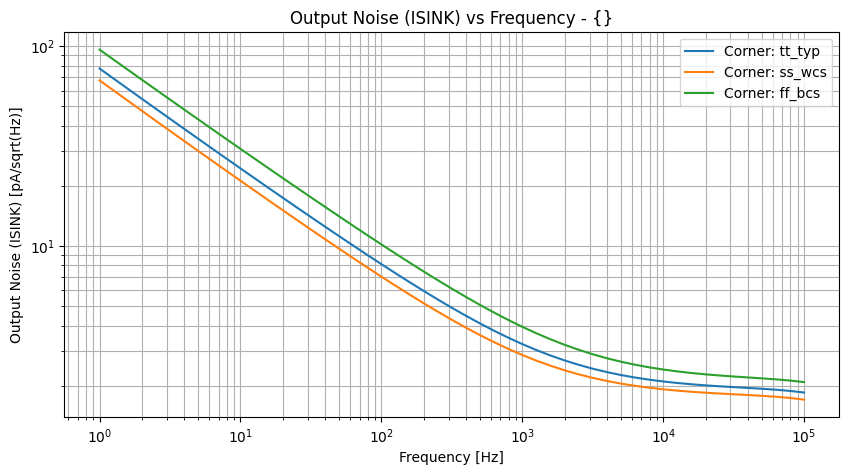 Output Noise (ISINK) vs Frequency - {}
Output Noise (ISINK) [pA/sqrt(Hz)]
10²
10¹
Corner: tt_typ
Corner: ss_wcs
Corner: ff_bcs
10⁰ 10¹ 10² 10³ 10⁴ 10⁵
Frequency [Hz]